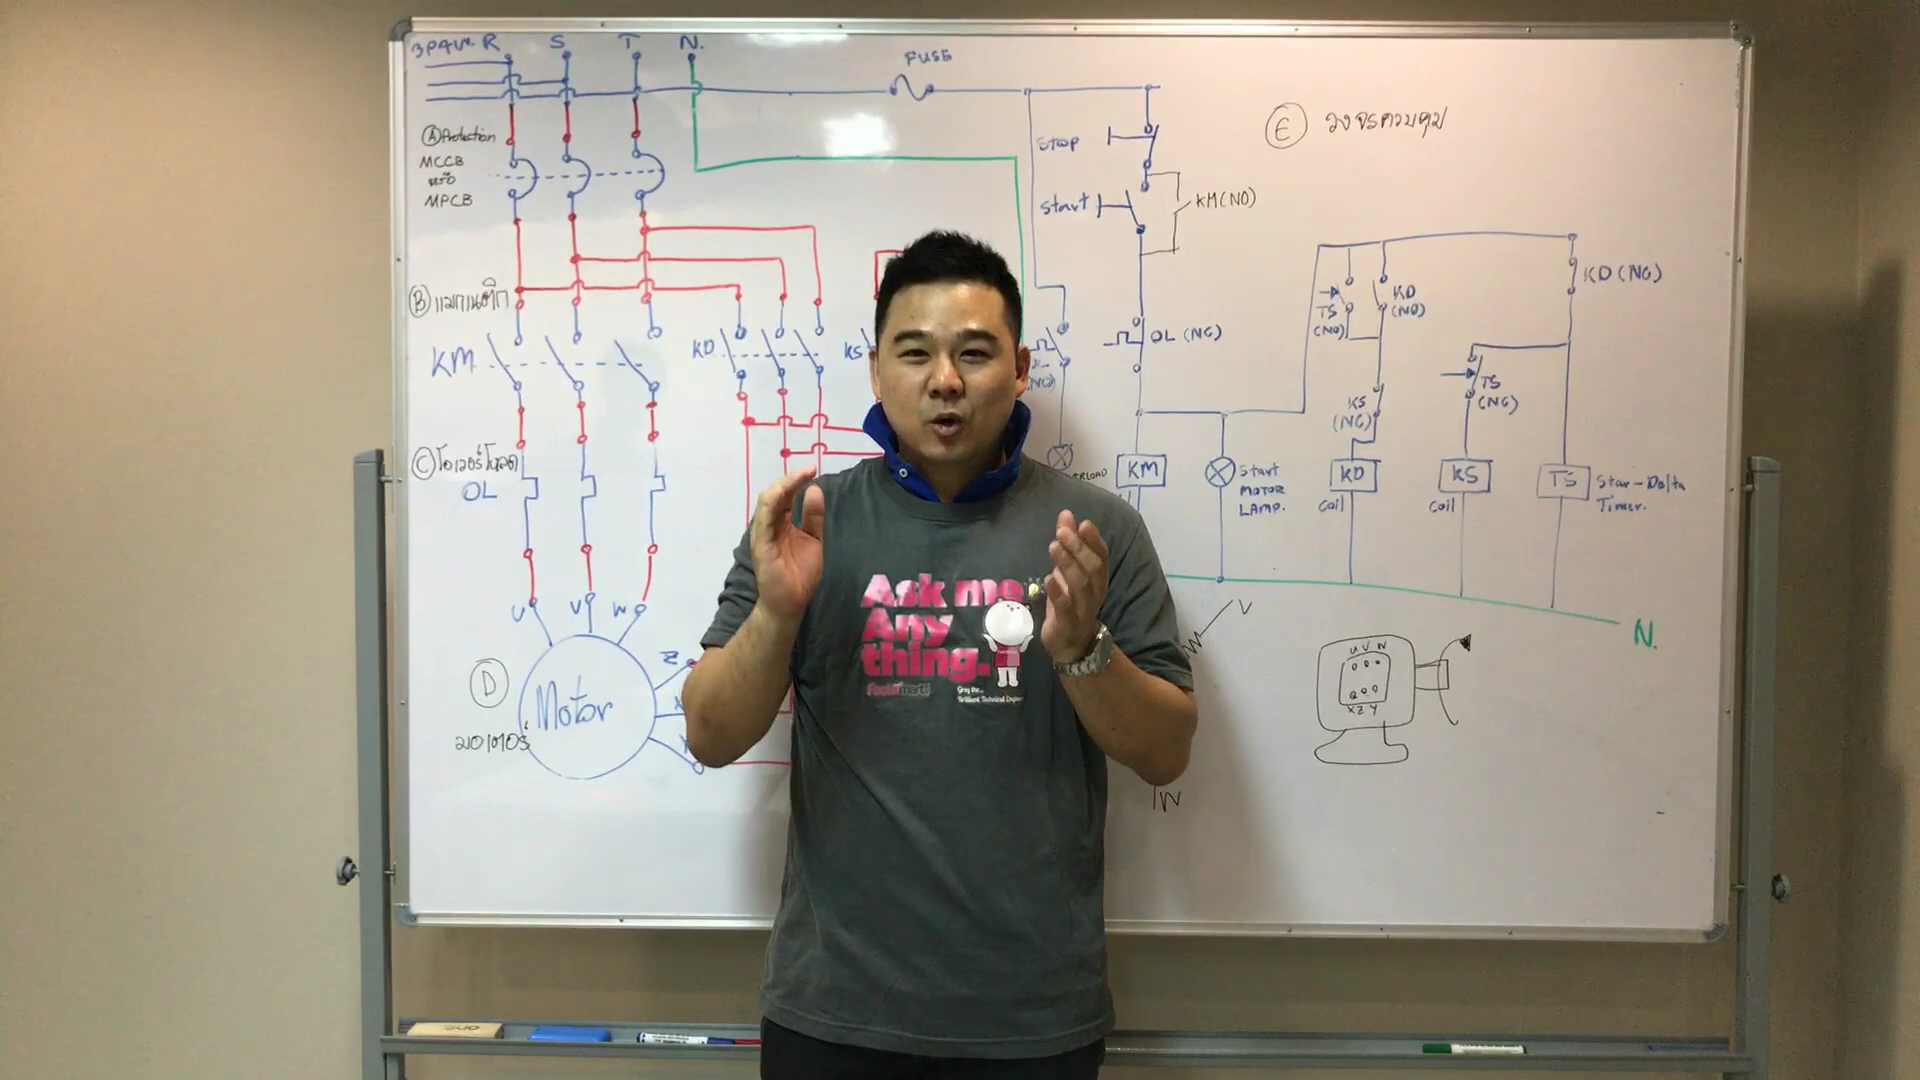 R S T N.
FUSE
Ⓐ Protection
MCCB
หรือ
MPCB
Stop
Start
KM(NO)
Ⓔ วงจรควบคุม
Ⓑ แมกเนติก
KM
KD
KS
OL (NC)
TS
(NO)
KD
(NO)
KD (NC)
TS
(NC)
KS
(NC)
Ⓒ โอเวอร์โหลด
OL
KM
Start
MOTOR
LAMP.
KD
Coil
KS
Coil
TS
Star-Delta
Timer.
U V W
Z
Ⓓ
มอเตอร์
Motor
V
W
N.
U V W
X Z Y
Ask me
Any
thing.
factomart